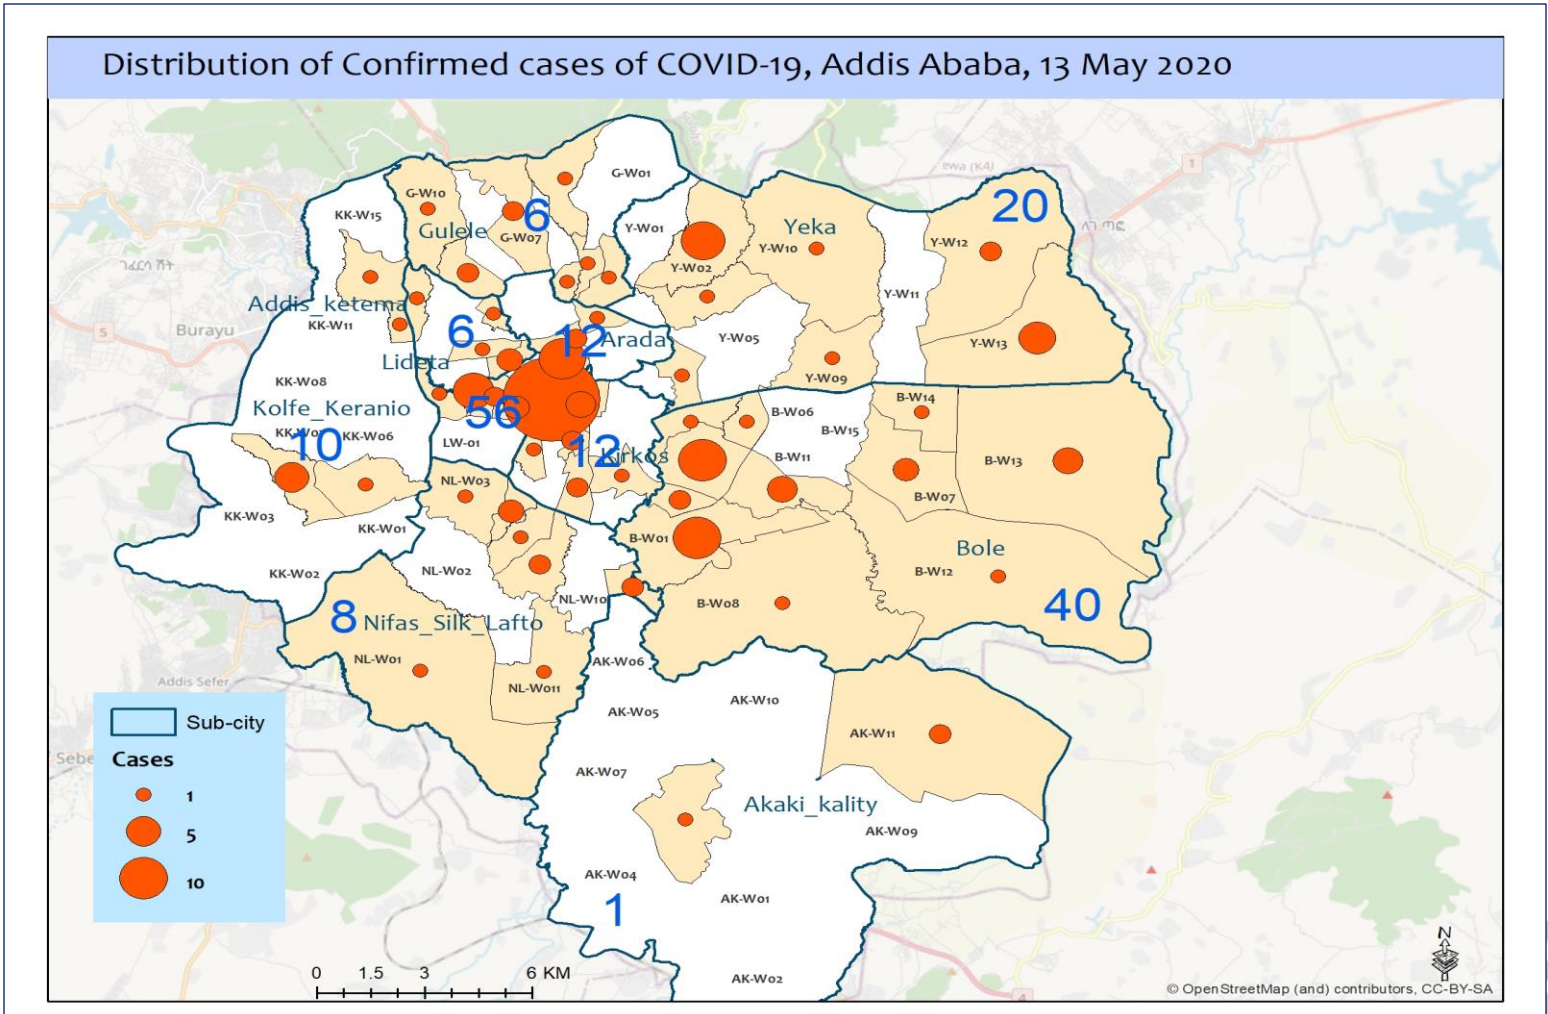 Distribution of Confirmed cases of COVID-19, Addis Ababa, 13 May 2020
1
G-W01
KK-W15
G-W10
20
6
Gulele
G-W07
Y-W01
Yeka
Y-W10
Y-W12
Y-W02
Y-W11
Addis_ketema
KK-W11
Burayu
S
6
12
Arada
Y-W05
Y-W13
Lideta
KK-W08
Y-W09
Kolfe_Keranio
56
B-W14
B-W06
B-W15
KK-W06
10
LW-01
12
Kirkos
B-W11
B-W13
NL-W03
B-W07
KK-W03
KK-W01
B-W01
Bole
KK-W02
NL-W02
B-W12
NL-W10
B-W08
40
8
Nifas_Silk_Lafto
NL-W01
AK-W06
Addis Sefer
NL-W011
AK-W10
AK-W05
AK-W11
Sub-city
Sebe
Cases
AK-W07
1
Akaki_kality
5
AK-W09
10
AK-W04
AK-W01
1
N
0 1.5 3 6 KM
AK-W02
4
© OpenStreetMap (and) contributors, CC-BY-SA